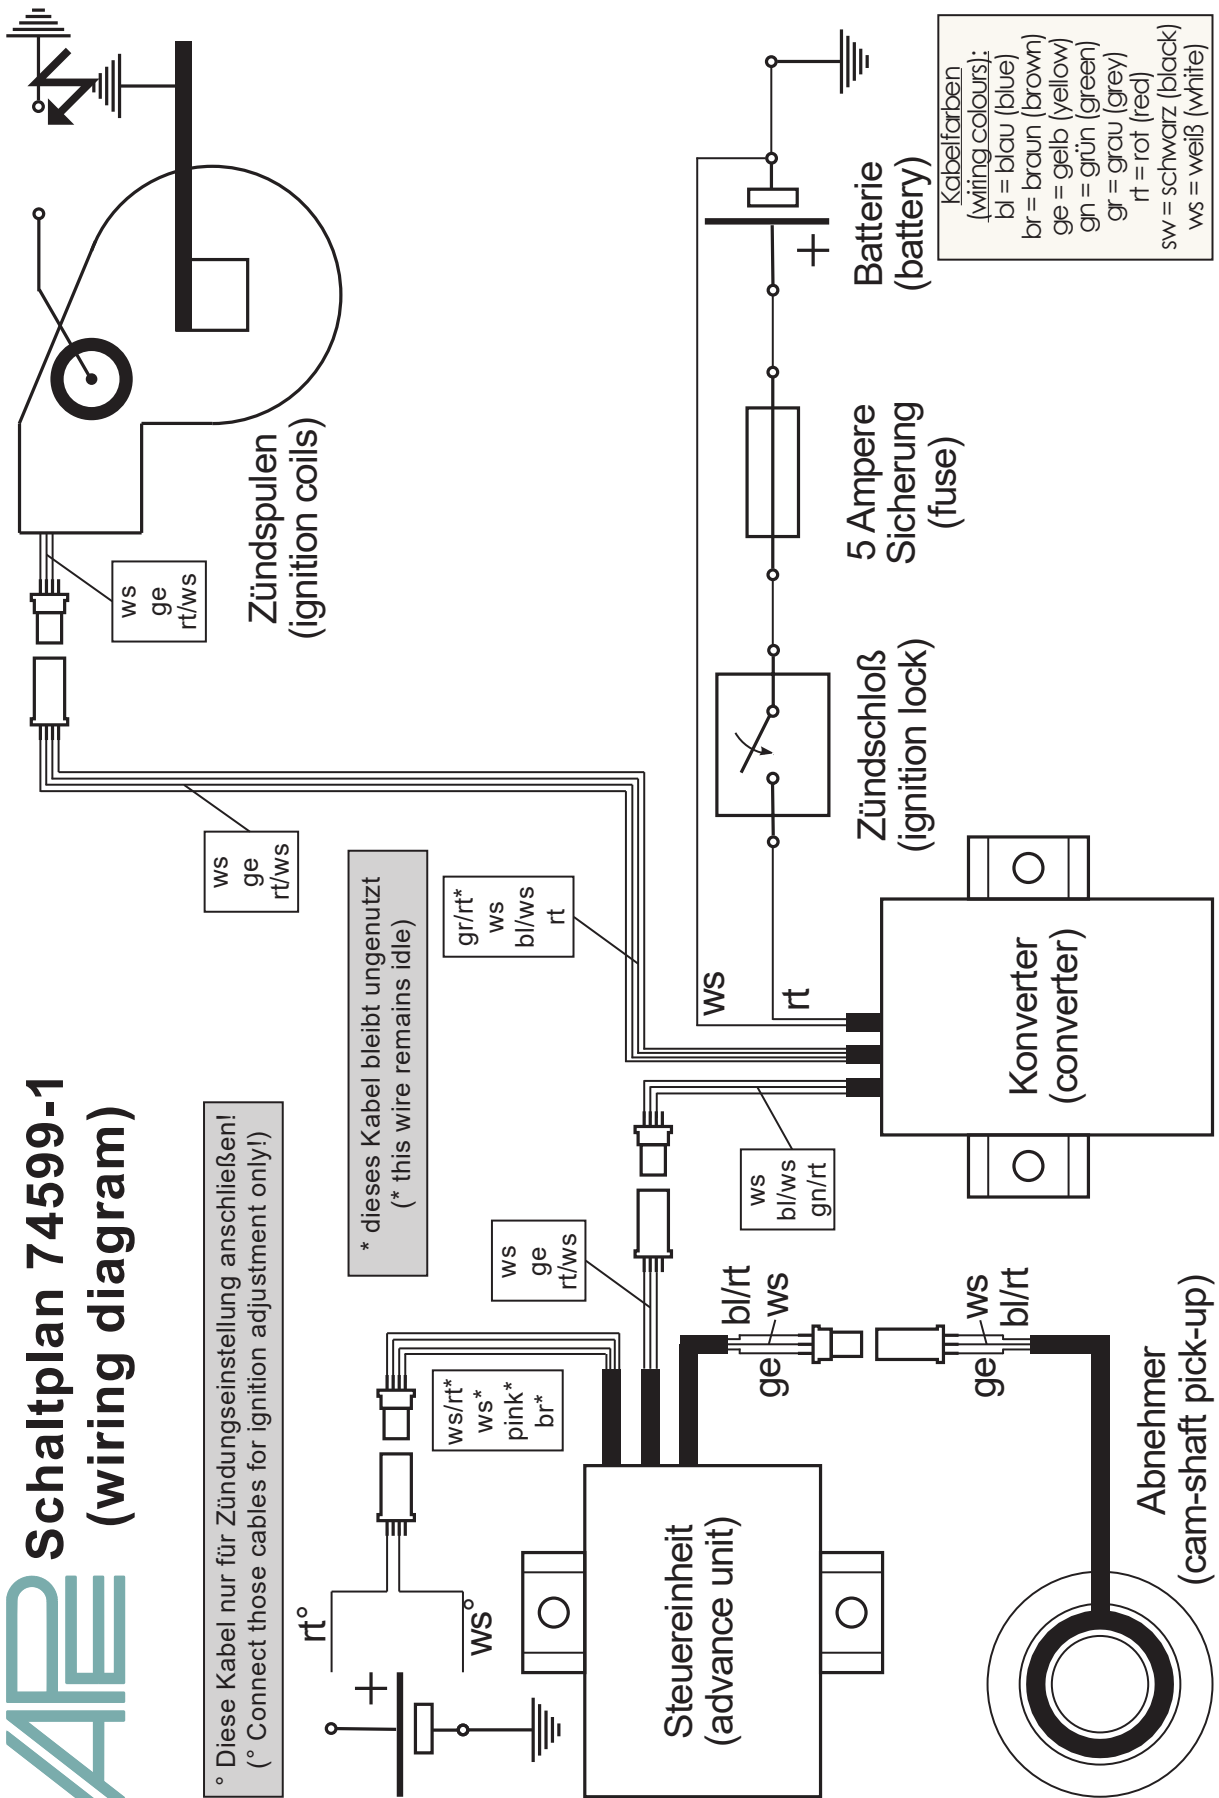 VAPE
Schaltplan 74599-1
(wiring diagram)
° Diese Kabel nur für Zündungseinstellung anschließen!
(° Connect those cables for ignition adjustment only!)
* dieses Kabel bleibt ungenutzt
(* this wire remains idle)
ws
ge
rt/ws
ws
ge
rt/ws
Zündspulen
(ignition coils)
gr/rt*
ws
bl/ws
rt
rt°
+
ws°
ws/rt*
ws*
pink*
br*
ws
ge
rt/ws
ws
bl/ws
gn/rt
ws
rt
Zündschloß
(ignition lock)
5 Ampere
Sicherung
(fuse)
+
Batterie
(battery)
Steuereinheit
(advance unit)
bl/rt
ge ws
ge ws
bl/rt
Konverter
(converter)
Abnehmer
(cam-shaft pick-up)
Kabelfarben
(wiring colours):
bl = blau (blue)
br = braun (brown)
ge = gelb (yellow)
gn = grün (green)
gr = grau (grey)
rt = rot (red)
sw = schwarz (black)
ws = weiß (white)